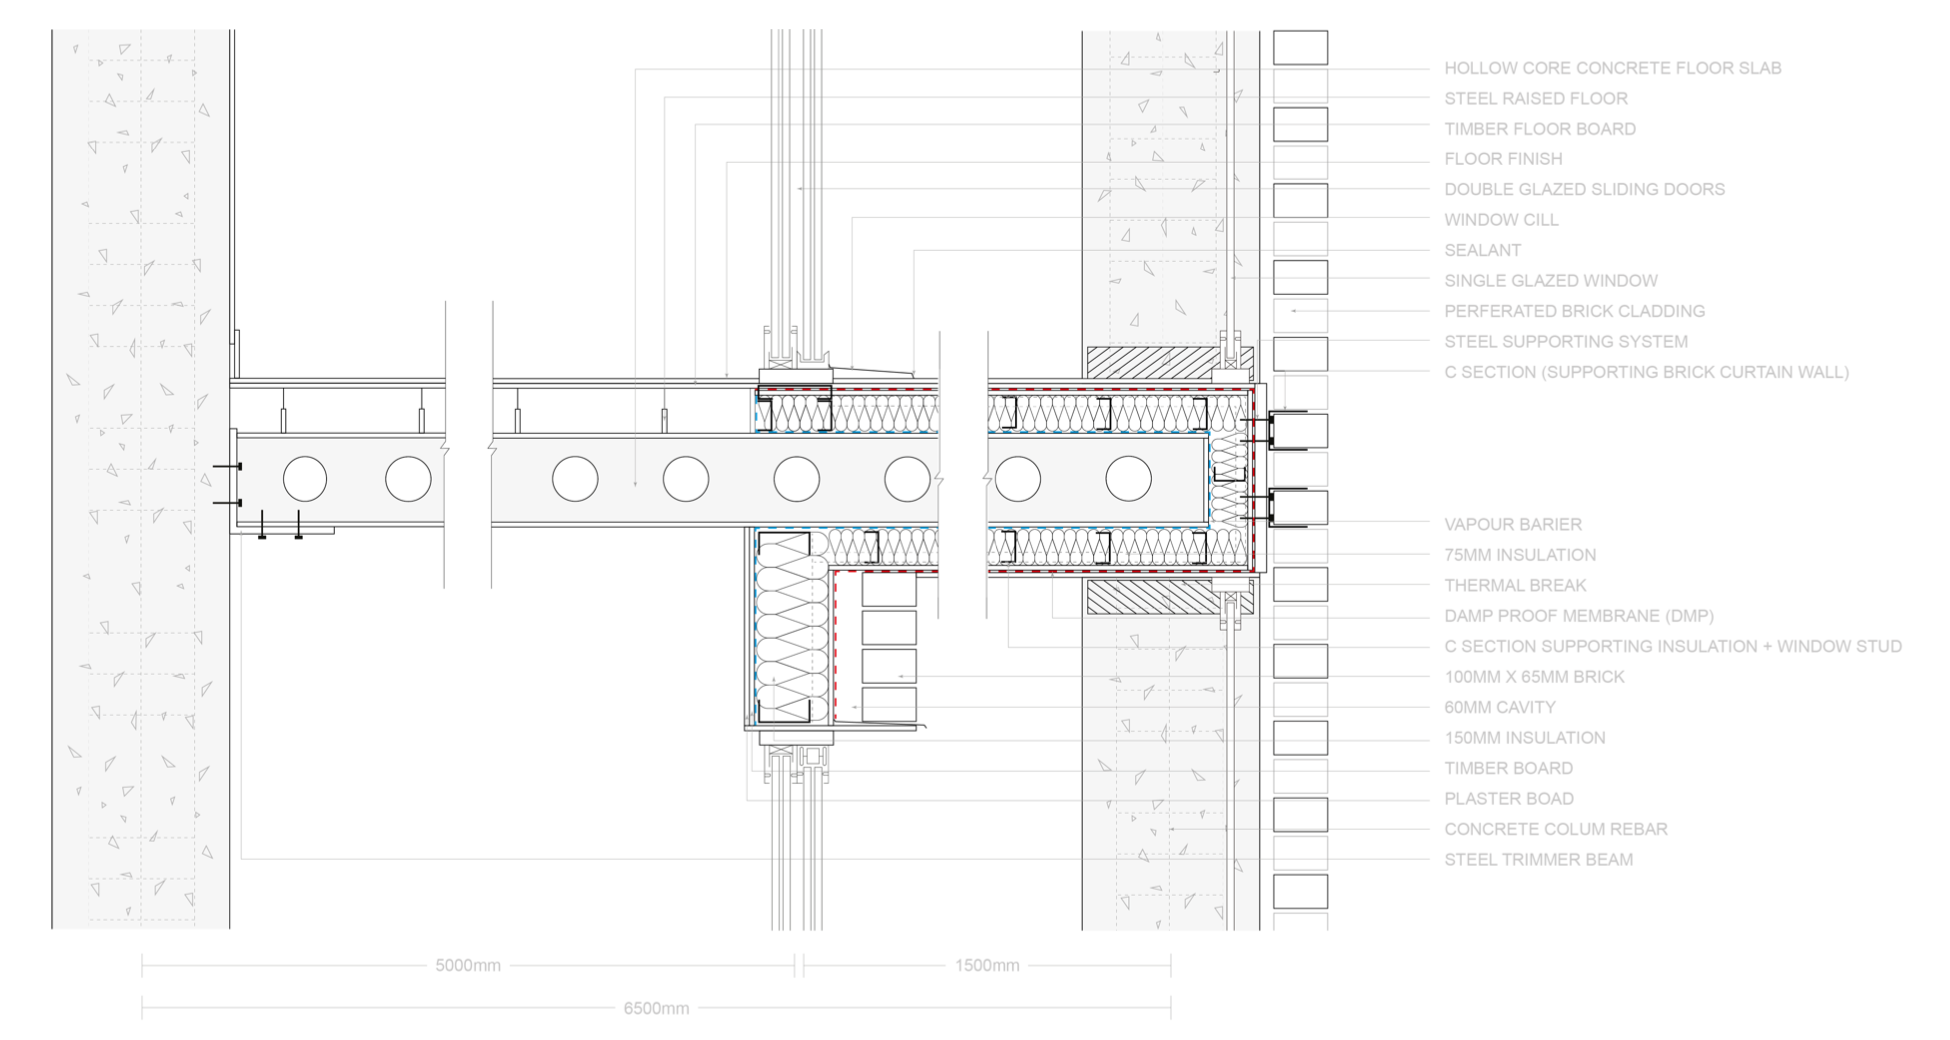 HOLLOW CORE CONCRETE FLOOR SLAB
STEEL RAISED FLOOR
TIMBER FLOOR BOARD
FLOOR FINISH
DOUBLE GLAZED SLIDING DOORS
WINDOW CILL
SEALANT
SINGLE GLAZED WINDOW
PERFERATED BRICK CLADDING
STEEL SUPPORTING SYSTEM
C SECTION (SUPPORTING BRICK CURTAIN WALL)
VAPOUR BARIER
75MM INSULATION
THERMAL BREAK
DAMP PROOF MEMBRANE (DMP)
C SECTION SUPPORTING INSULATION + WINDOW STUD
100MM X 65MM BRICK
60MM CAVITY
150MM INSULATION
TIMBER BOARD
PLASTER BOAD
CONCRETE COLUM REBAR
STEEL TRIMMER BEAM
5000mm
1500mm
6500mm